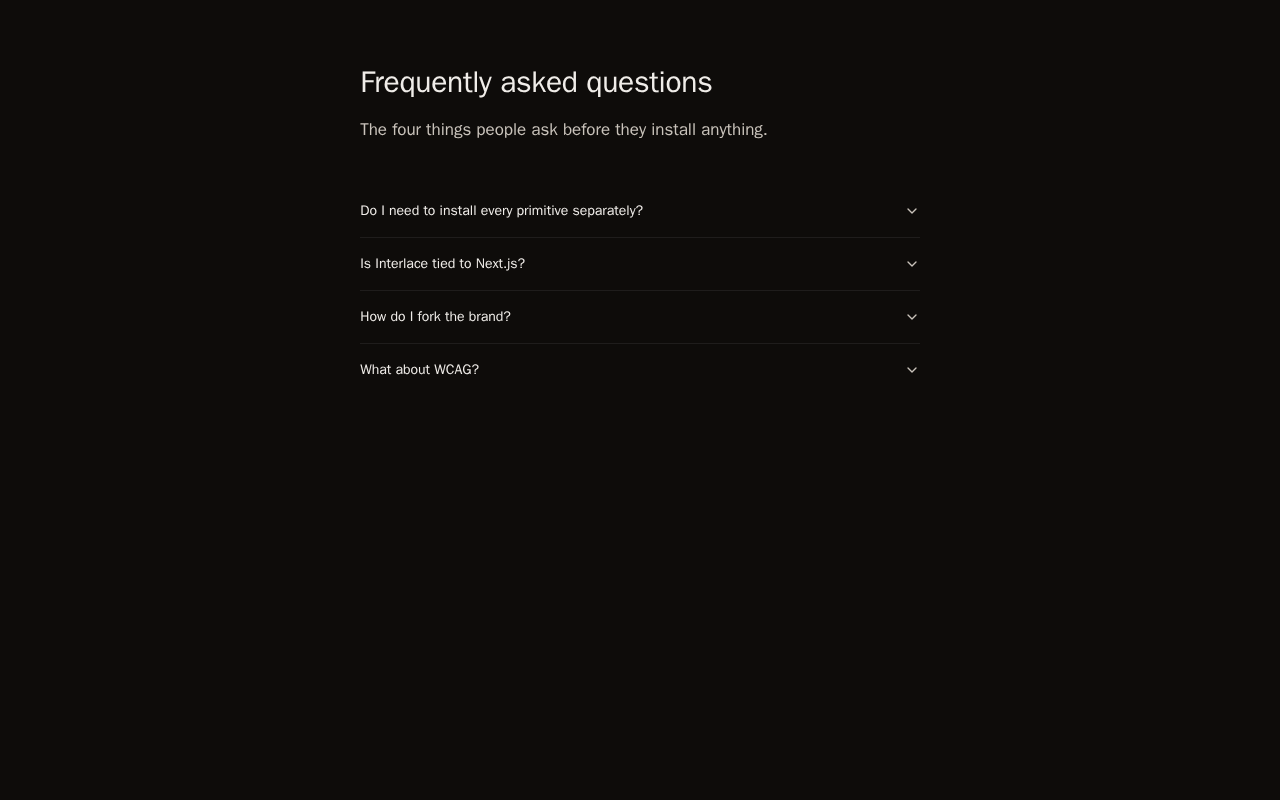 Frequently asked questions
The four things people ask before they install anything.
Do I need to install every primitive separately?
Is Interlace tied to Next.js?
How do I fork the brand?
What about WCAG?